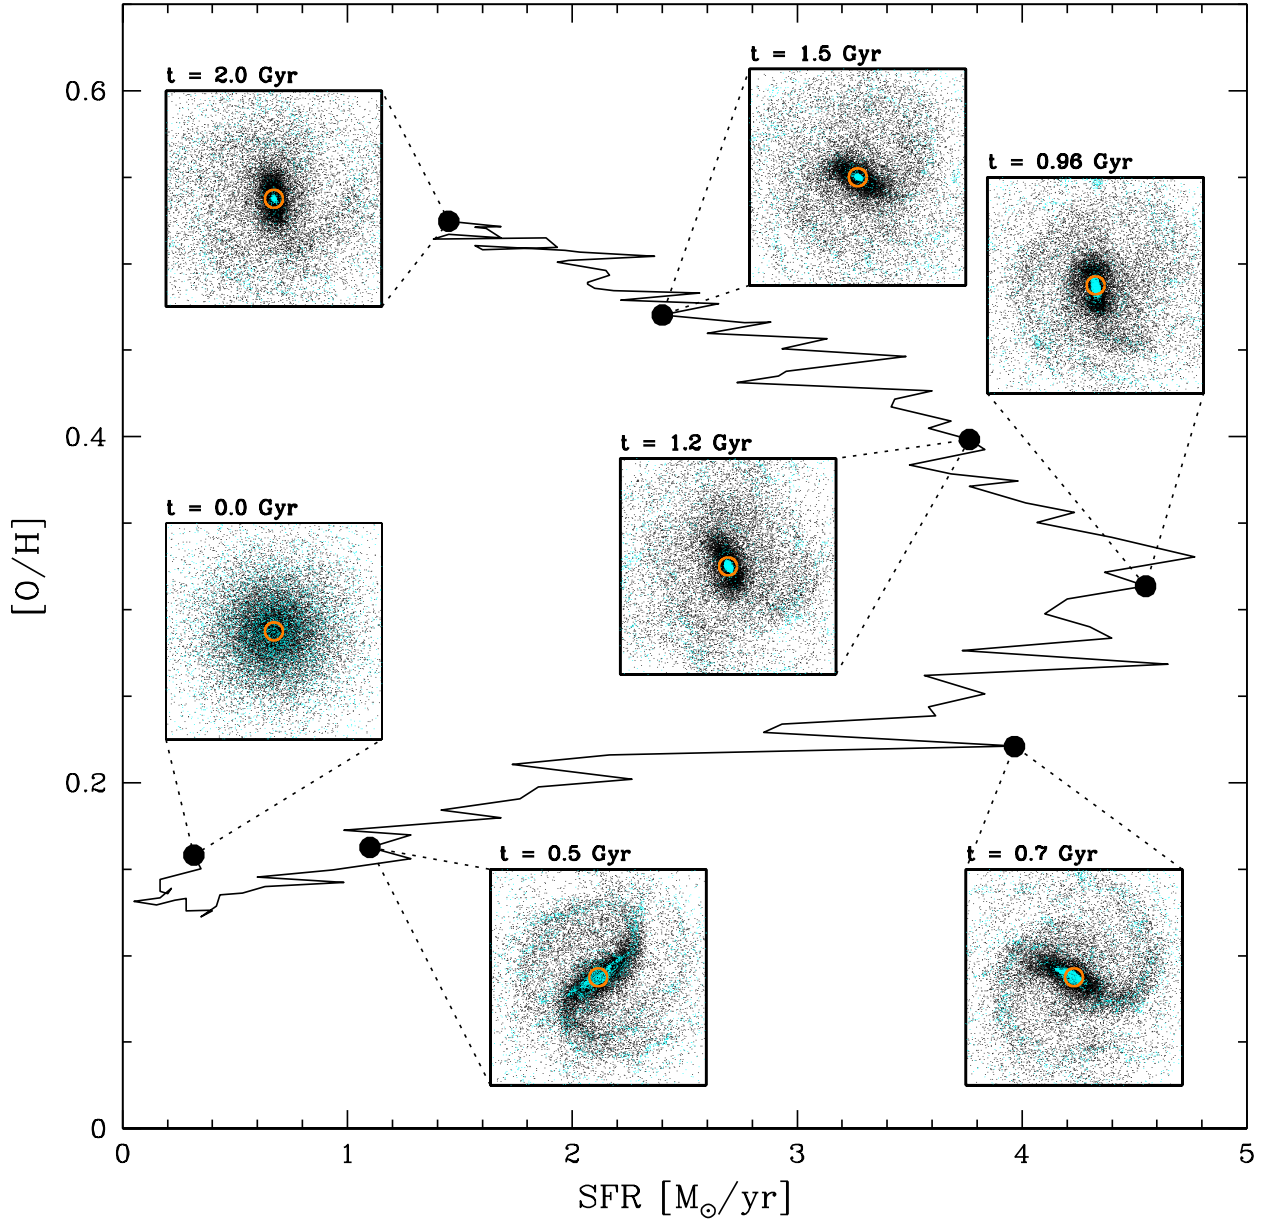 t = 2.0 Gyr
t = 1.5 Gyr
t = 0.96 Gyr
t = 1.2 Gyr
t = 0.0 Gyr
t = 0.5 Gyr
t = 0.7 Gyr
0.6
0.4
0.2
0
[O/H]
0 1 2 3 4 5
SFR [M☉/yr]